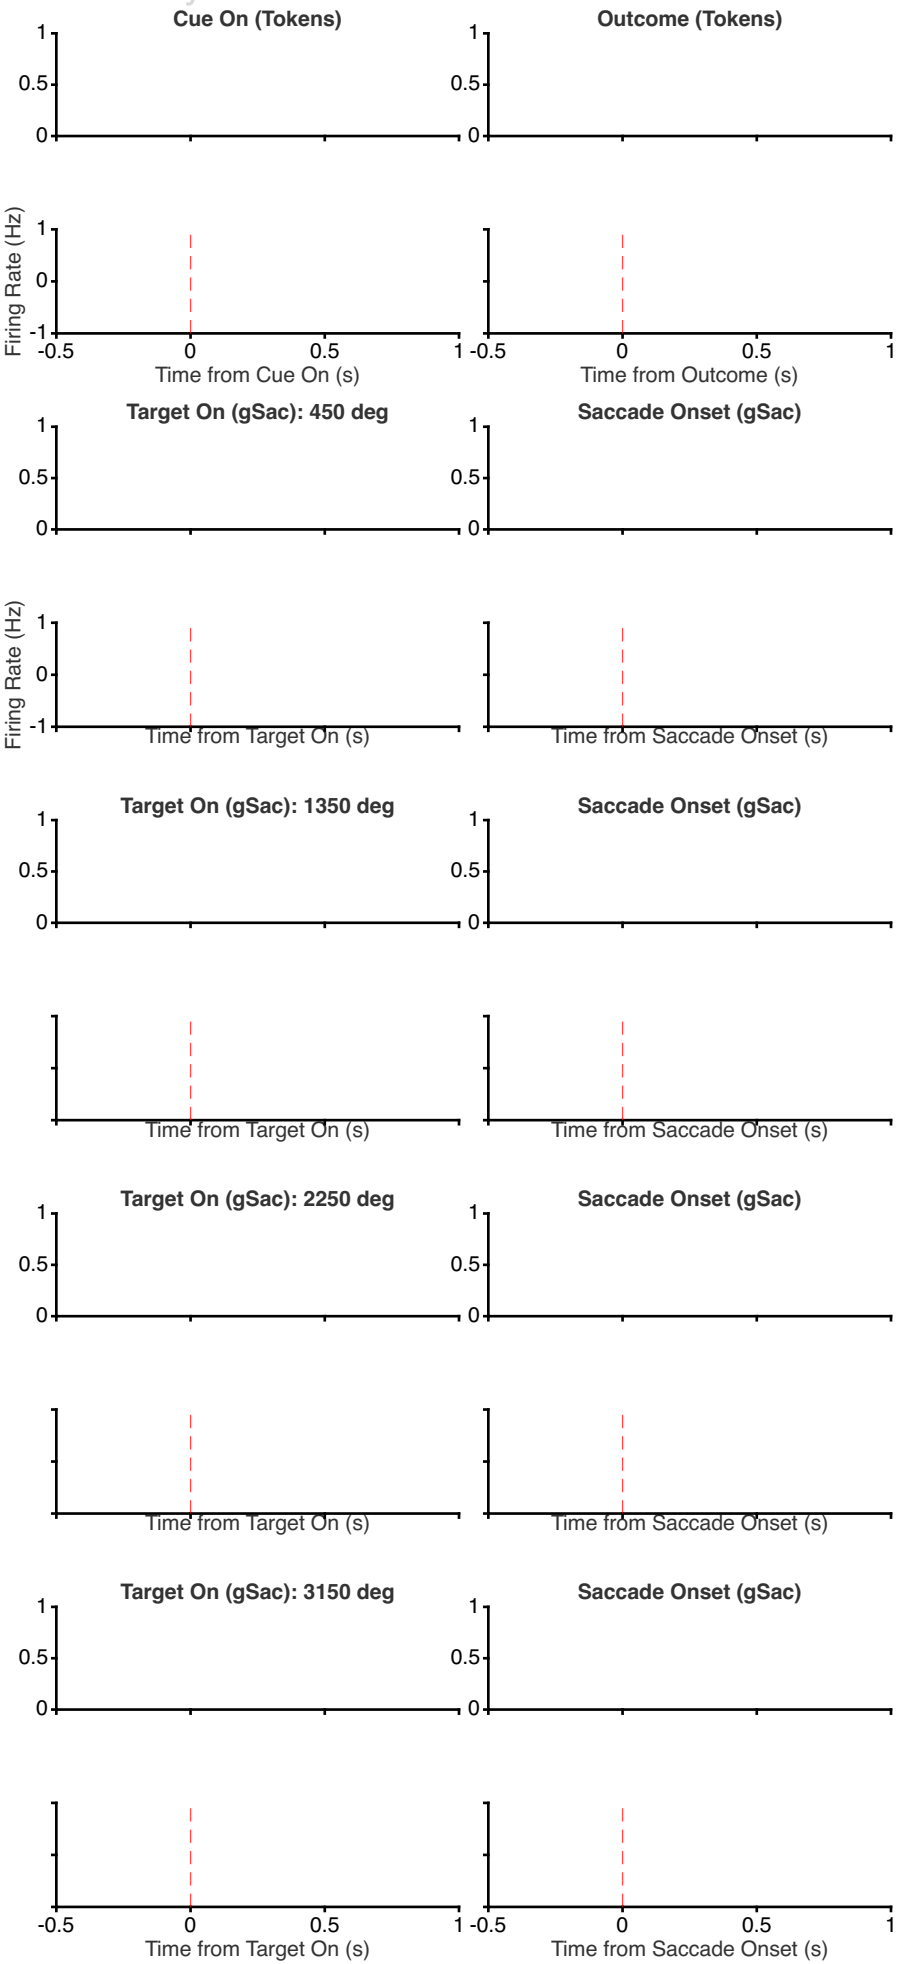 Cue On (Tokens) Outcome (Tokens)
1 1
0.5 0.5
0 0
Firing Rate (Hz)
1
0
-1
-0.5 0 0.5 1 -0.5 0 0.5 1
Time from Cue On (s) Time from Outcome (s)
Target On (gSac): 450 deg Saccade Onset (gSac)
1 1
0.5 0.5
0 0
Firing Rate (Hz)
1
0
-1
Time from Target On (s) Time from Saccade Onset (s)
Target On (gSac): 1350 deg Saccade Onset (gSac)
1 1
0.5 0.5
0 0
Time from Target On (s) Time from Saccade Onset (s)
Target On (gSac): 2250 deg Saccade Onset (gSac)
1 1
0.5 0.5
0 0
Time from Target On (s) Time from Saccade Onset (s)
Target On (gSac): 3150 deg Saccade Onset (gSac)
1 1
0.5 0.5
0 0
-0.5 0 0.5 1 -0.5 0 0.5 1
Time from Target On (s) Time from Saccade Onset (s)